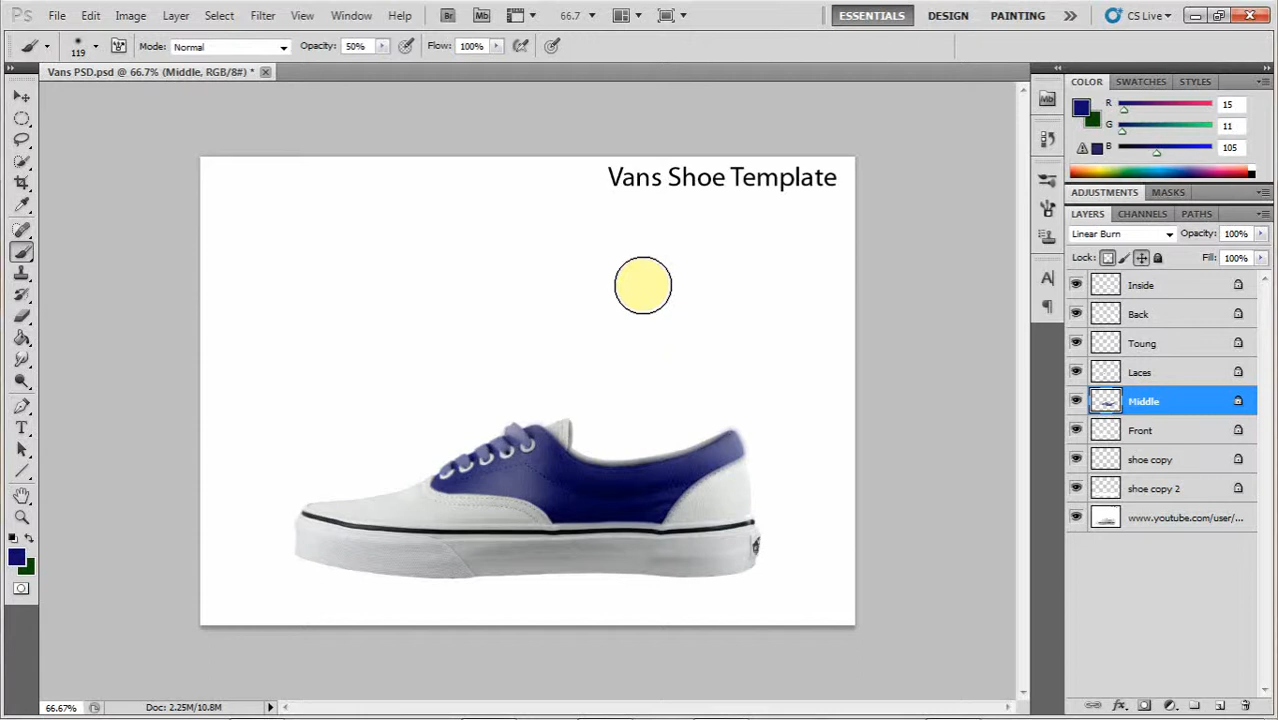 Ps File Edit Image Layer Select Filter View Window Help Br Mb 66.7 ESSENTIALS DESIGN PAINTING CS Live
119 Mode: Normal Opacity: 50% Flow: 100%
Vans PSD.psd @ 66.7% (Middle, RGB/8#) *
Vans Shoe Template
66.67% Doc: 2.25M/10.8M
Mb
A
COLOR SWATCHES STYLES
R 15
G 11
B 105
ADJUSTMENTS MASKS
LAYERS CHANNELS PATHS
Linear Burn Opacity: 100%
Lock: Fill: 100%
Inside
Back
Toung
Laces
Middle
Front
shoe copy
shoe copy 2
www.youtube.com/user/...
fx